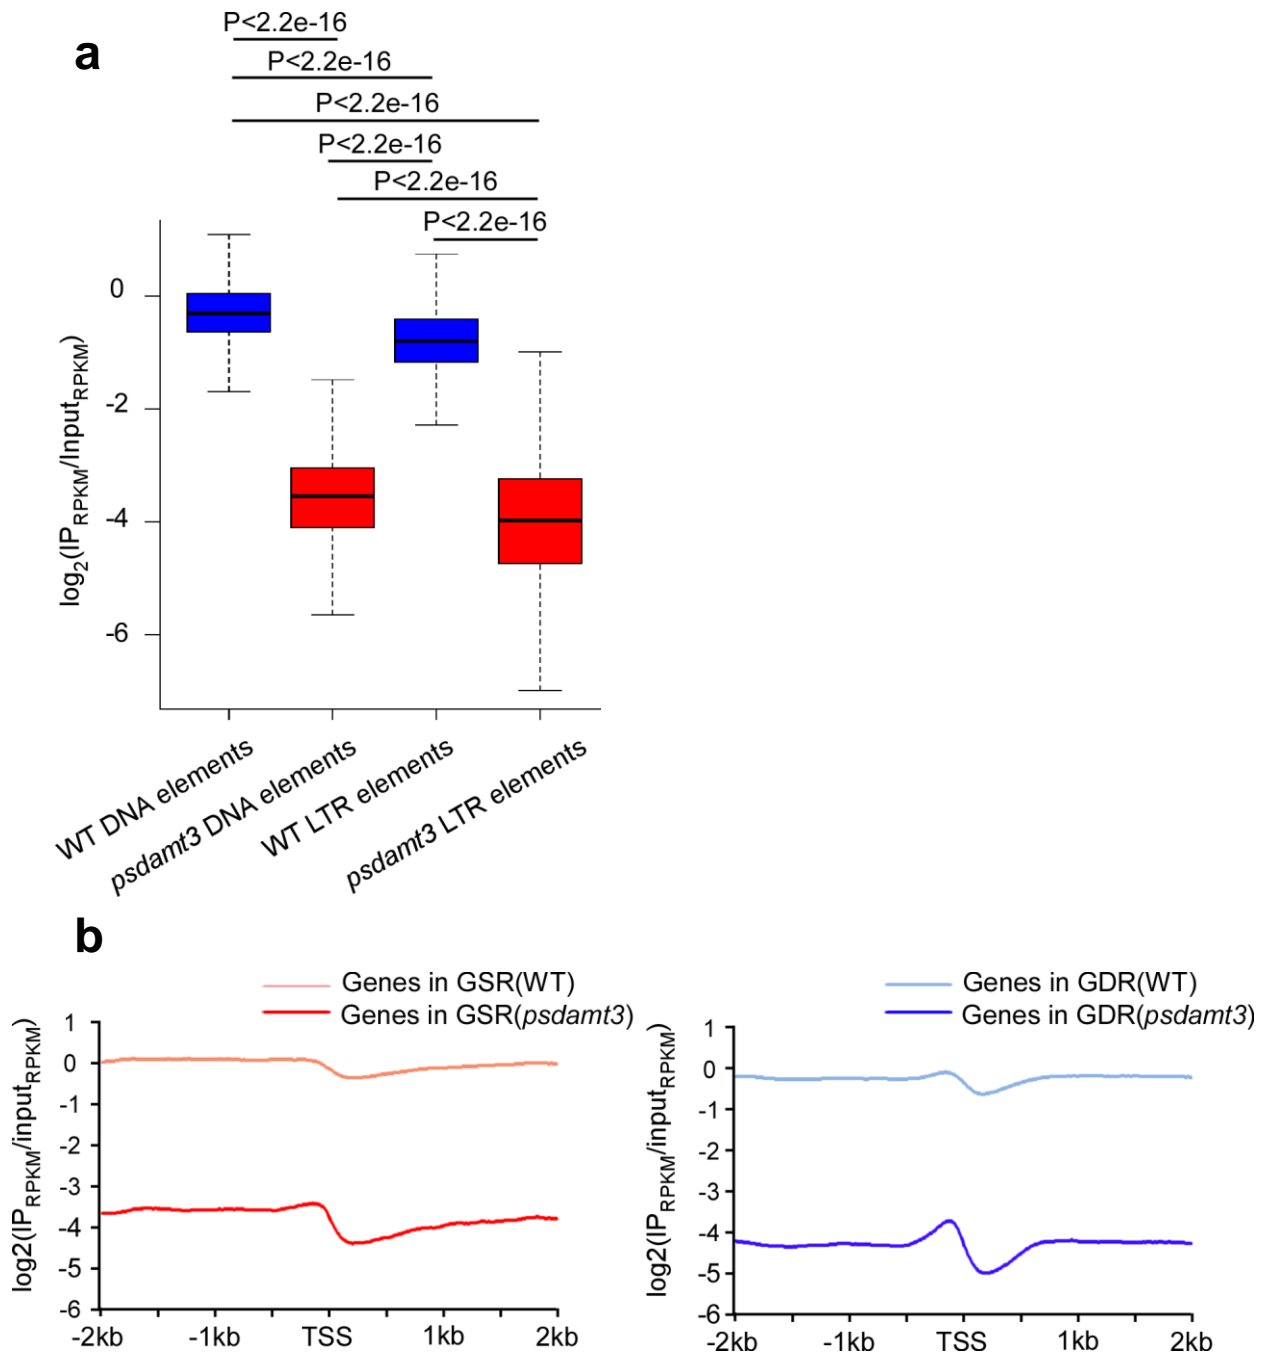 a
P<2.2e-16
P<2.2e-16
P<2.2e-16
P<2.2e-16
P<2.2e-16
P<2.2e-16
log2(IPRPKM/InputRPKM)
0
-2
-4
-6
WT DNA elements
psdamt3 DNA elements
WT LTR elements
psdamt3 LTR elements
b
Genes in GSR(WT)
Genes in GSR(psdamt3)
log2(IPRPKM/inputRPKM)
1
0
-1
-2
-3
-4
-5
-6
-2kb -1kb TSS 1kb 2kb
Genes in GDR(WT)
Genes in GDR(psdamt3)
log2(IPRPKM/inputRPKM)
1
0
-1
-2
-3
-4
-5
-6
-2kb -1kb TSS 1kb 2kb